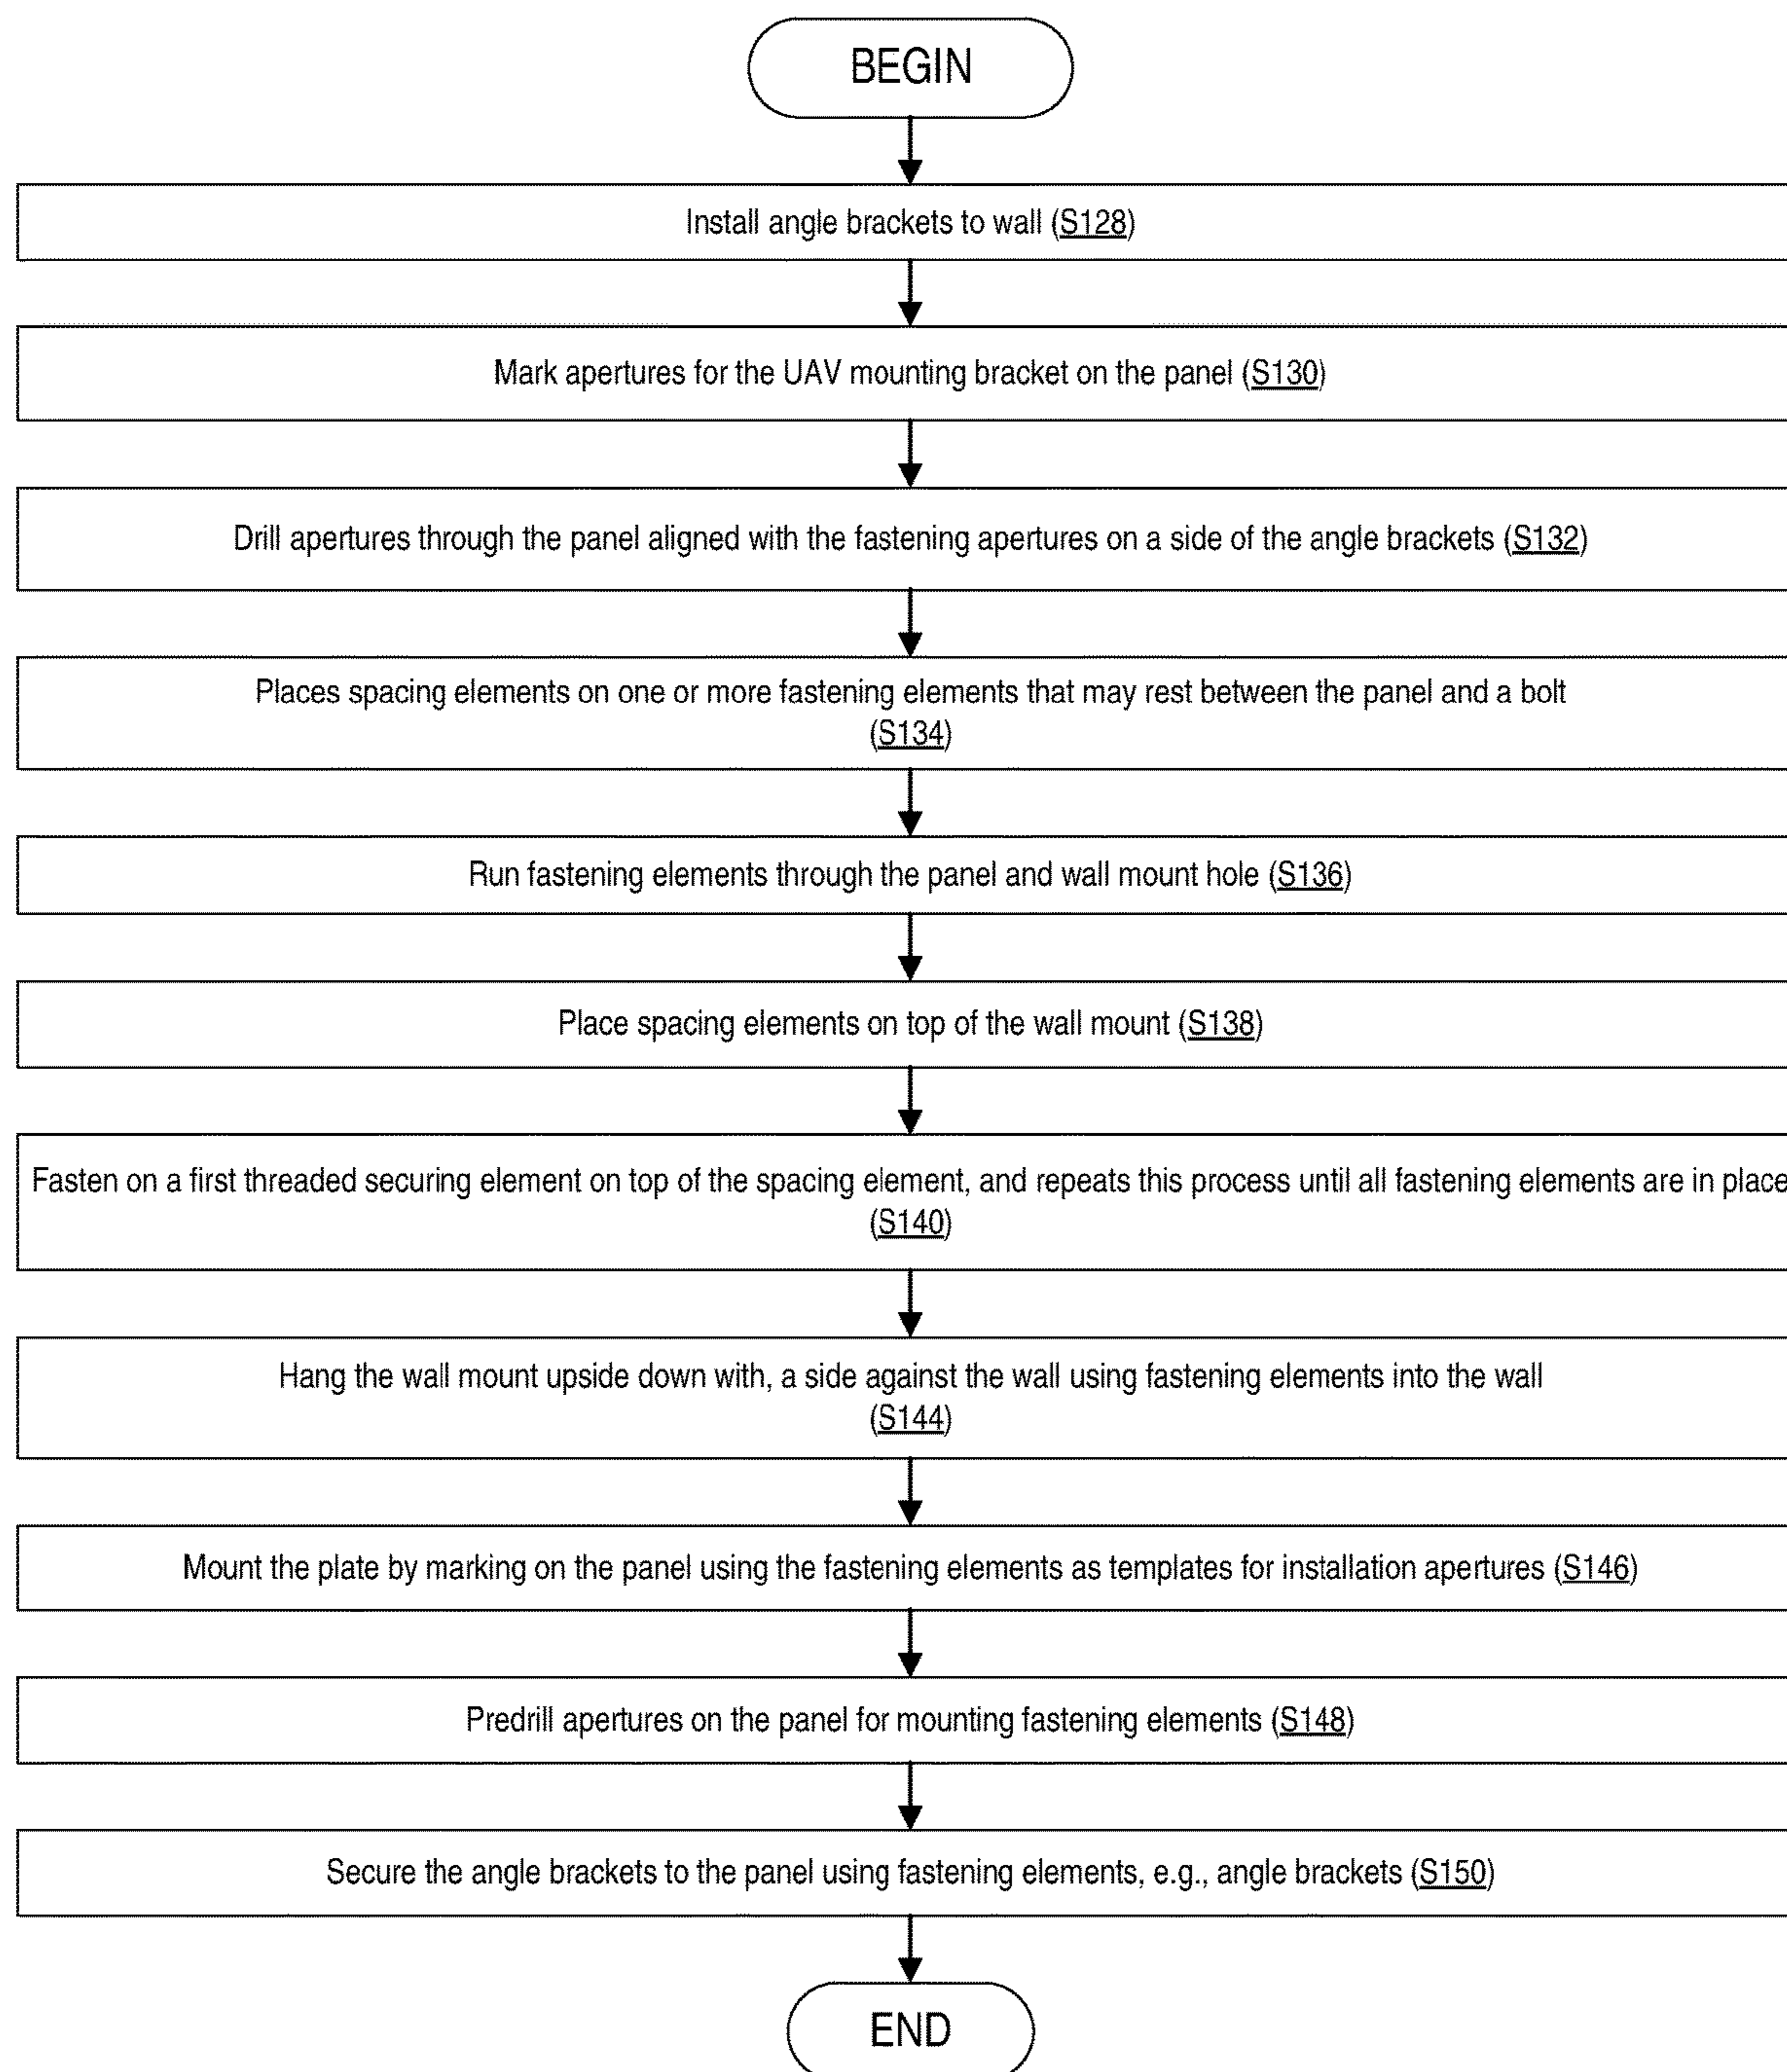 BEGIN
Install angle brackets to wall (S128)
Mark apertures for the UAV mounting bracket on the panel (S130)
Drill apertures through the panel aligned with the fastening apertures on a side of the angle brackets (S132)
Places spacing elements on one or more fastening elements that may rest between the panel and a bolt
(S134)
Run fastening elements through the panel and wall mount hole (S136)
Place spacing elements on top of the wall mount (S138)
Fasten on a first threaded securing element on top of the spacing element, and repeats this process until all fastening elements are in place
(S140)
Hang the wall mount upside down with, a side against the wall using fastening elements into the wall
(S144)
Mount the plate by marking on the panel using the fastening elements as templates for installation apertures (S146)
Predrill apertures on the panel for mounting fastening elements (S148)
Secure the angle brackets to the panel using fastening elements, e.g., angle brackets (S150)
END